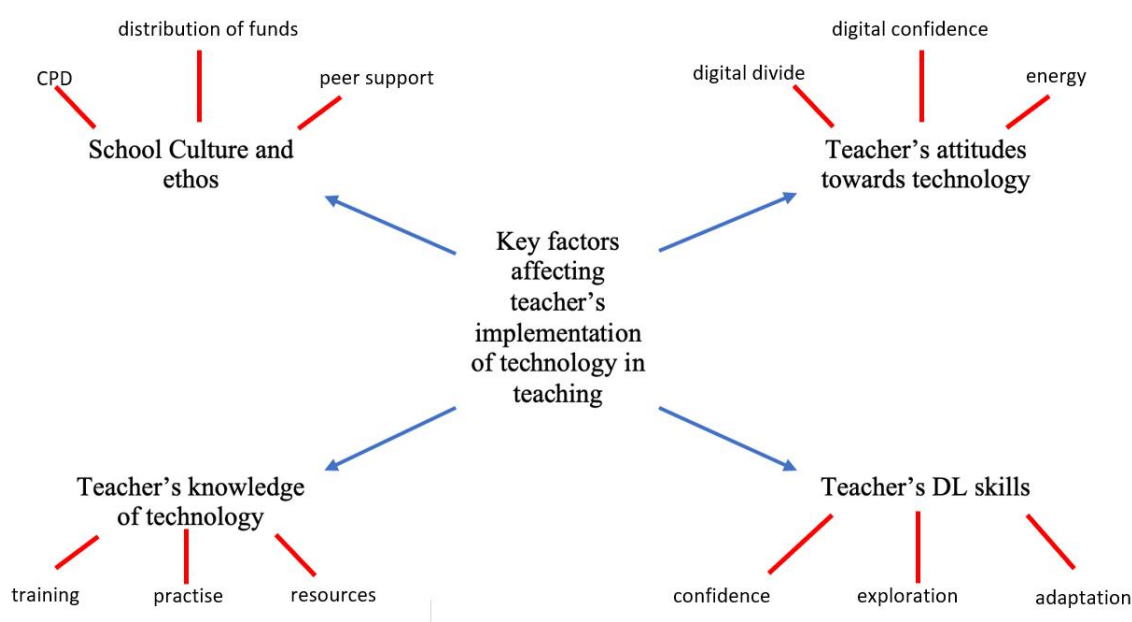 distribution of funds
CPD
peer support
School Culture and
ethos
digital confidence
digital divide
energy
Teacher’s attitudes
towards technology
Key factors
affecting
teacher’s
implementation
of technology in
teaching
Teacher’s knowledge
of technology
training
practise
resources
Teacher’s DL skills
confidence
exploration
adaptation